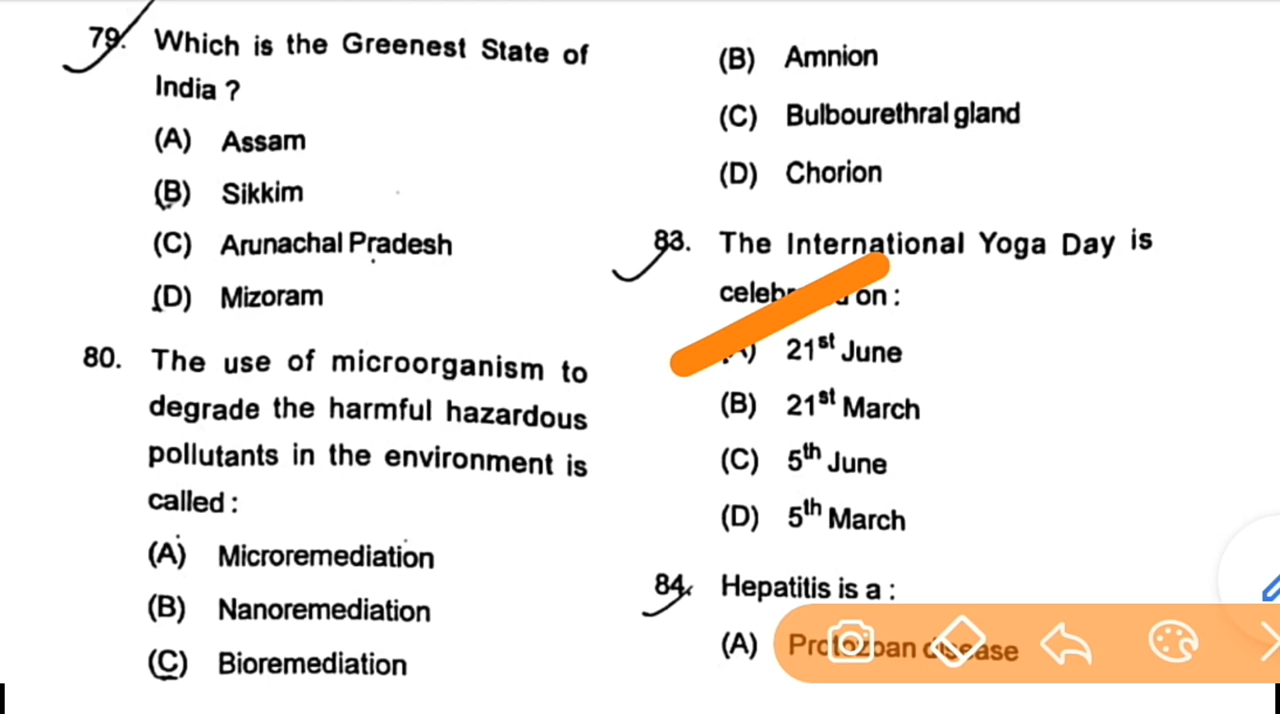 79. Which is the Greenest State of
India ?
(A) Assam
(B) Sikkim
(C) Arunachal Pradesh
(D) Mizoram
80. The use of microorganism to
degrade the harmful hazardous
pollutants in the environment is
called :
(A) Microremediation
(B) Nanoremediation
(C) Bioremediation
(B) Amnion
(C) Bulbourethral gland
(D) Chorion
83. The International Yoga Day is
on :
21st June
(B) 21st March
(C) 5th June
(D) 5th March
84. Hepatitis is a :
(A) Protozoan disease